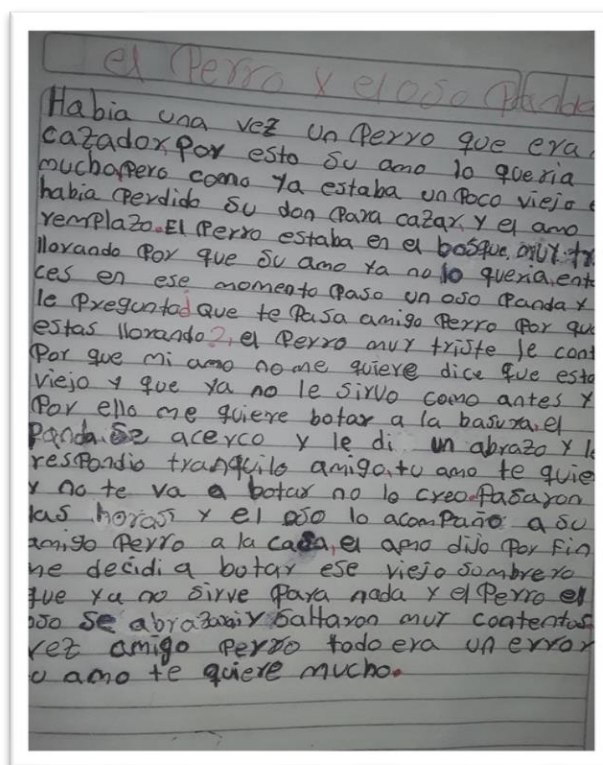 el Perro y el oso Panda
Habia una vez un Perro que era
cazador, Por esto su amo lo queria
mucho, Pero como ya estaba un Poco viejo
habia Perdido su don Para cazar, y el amo
remplazo. El Perro estaba en el bosque, muy tr
llorando Por que su amo ya no lo queria, ent
ces en ese momento Paso un oso Panda y
le Pregunto ¿Que te Pasa amigo Perro Por qu
estas llorando?, el Perro muy triste le cont
Por que mi amo no me quiere dice que esto
viejo y que ya no le sirvo como antes y
Por ello me quiere botar a la basura, el
Panda se acerco y le di un abrazo y l
respondio tranquilo amigo, tu amo te quie
y no te va a botar no lo creo. Pasaron
las horas y el oso lo acompaño a su
amigo Perro a la casa, el amo dijo Por fin
me decidi a botar ese viejo sombrero
que ya no sirve Para nada y el Perro el
oso se abrazaron y saltaron muy contentos
vez amigo Perro todo era un error
u amo te quiere mucho.